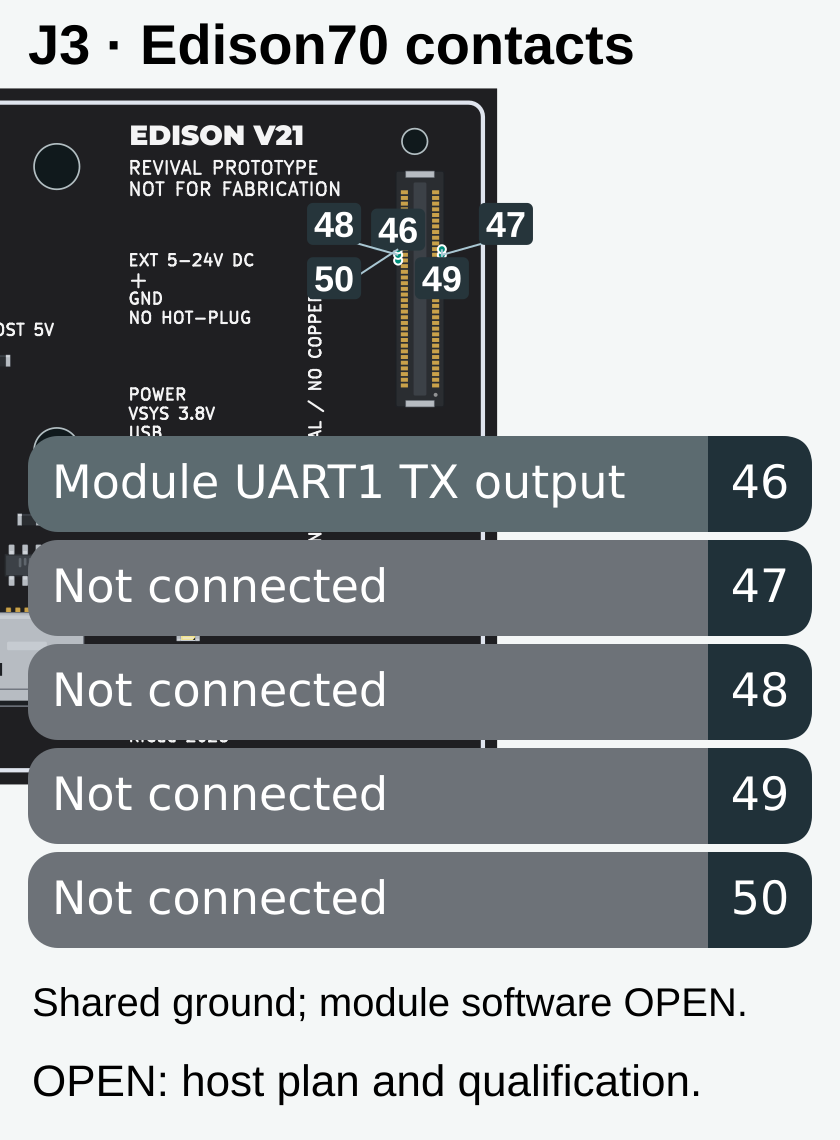 J3 · Edison70 contacts
EDISON V21
REVIVAL PROTOTYPE
NOT FOR FABRICATION
48
46
47
50
49
EXT 5–24V DC
+
GND
NO HOT-PLUG
5V
/ NO
POWER
VSYS 3.8V
USB
Module UART1 TX output
46
Not connected
47
Not connected
48
Not connected
49
Not connected
50
Shared ground; module software OPEN.
OPEN: host plan and qualification.